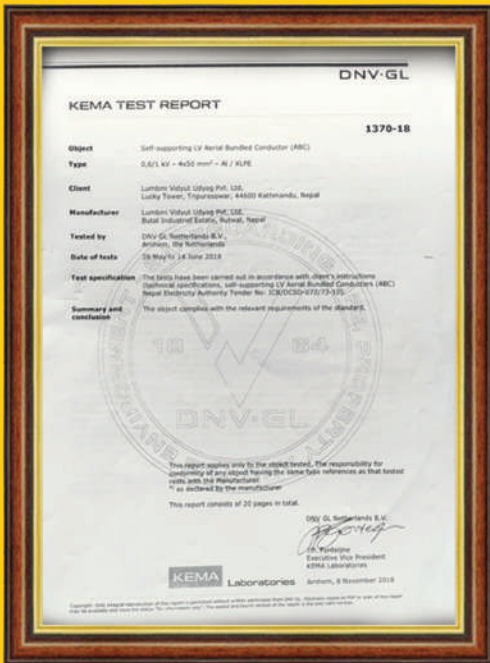 DNV·GL
KEMA TEST REPORT
1370-18
Object Self-supporting LV Aerial Bundled Conductor (ABC)
Type 0,6/1 kV – 4x50 mm² – Al / XLPE
Client Lumbini Vidyut Udyog Pvt. Ltd,
Lucky Tower, Tripureswar, 44600 Kathmandu, Nepal
Manufacturer Lumbini Vidyut Udyog Pvt. Ltd,
Butal Industriel Estate, Butwal, Nepal
Tested by DNV GL Netherlands B.V.,
Arnhem, the Netherlands
Date of tests May to 14 June 2018
Test specification The tests have been carried out in accordance with client's instructions
(technical specifications, self-supporting LV Aerial Bundled Conductors (ABC)
Nepal Electricity Authority Tender No:
Summary and The object complies with the relevant requirements of the standard.
conclusion
18 64
DNV·GL
This report applies only to the object tested. The responsibility for
conformity of any object having the same type references as that tested
rests with the Manufacturer.
as declared by the manufacturer
This report consists of 20 pages in total.
DNV GL Netherlands B.V.
Executive Vice President
KEMA Laboratories
KEMA Laboratories
Arnhem, 8 November 2018